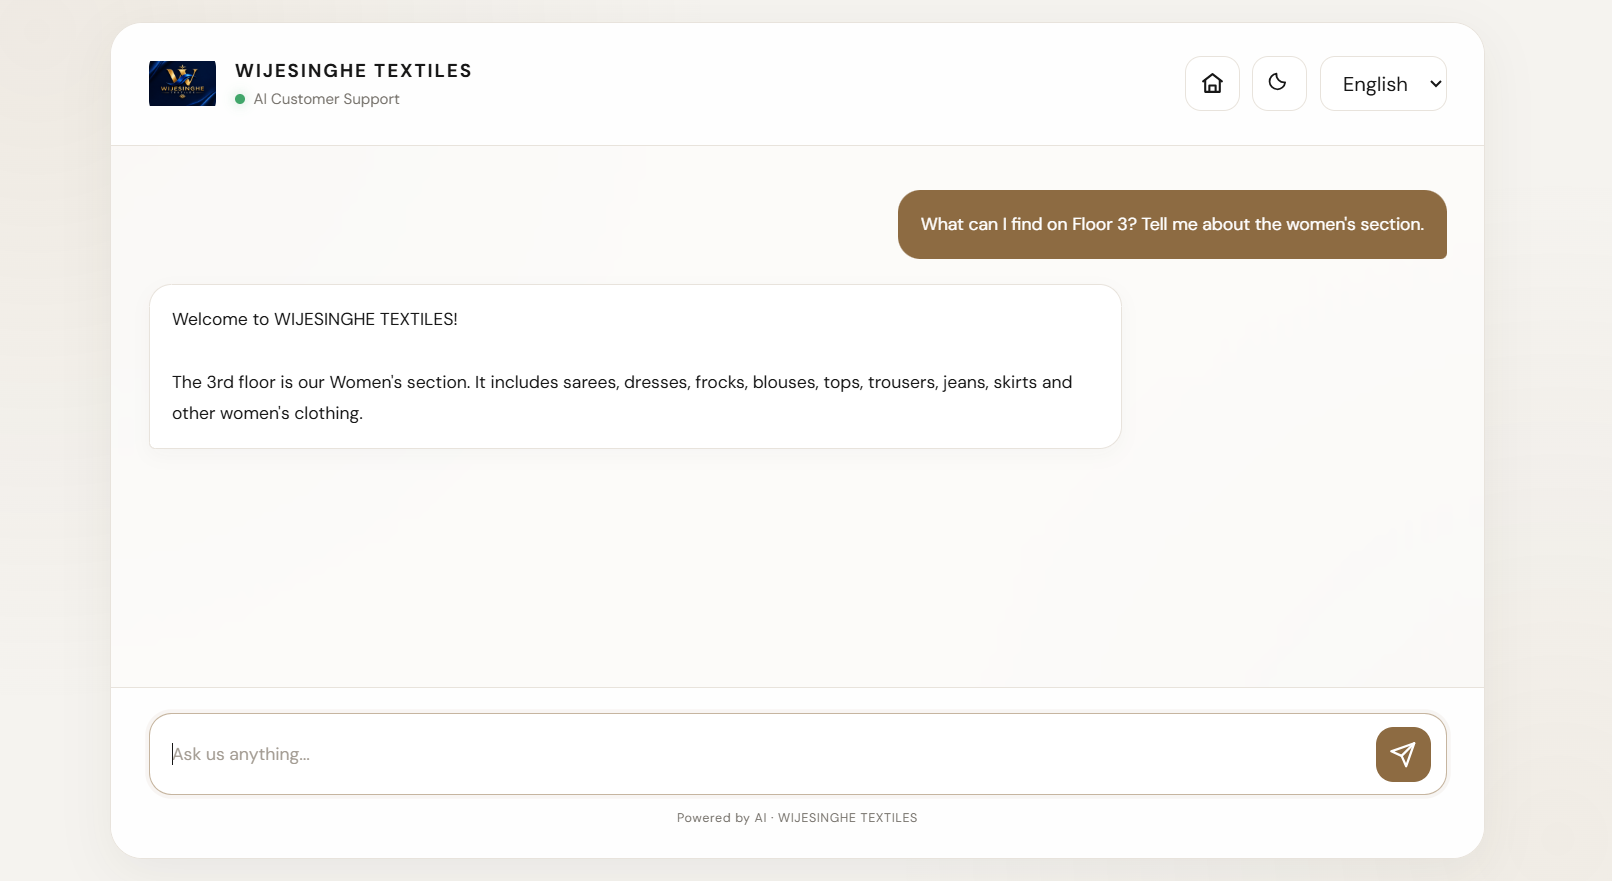 WIJESINGHE
WIJESINGHE TEXTILES
AI Customer Support
English
What can I find on Floor 3? Tell me about the women's section.
Welcome to WIJESINGHE TEXTILES!
The 3rd floor is our Women's section. It includes sarees, dresses, frocks, blouses, tops, trousers, jeans, skirts and
other women's clothing.
Ask us anything...
Powered by AI · WIJESINGHE TEXTILES